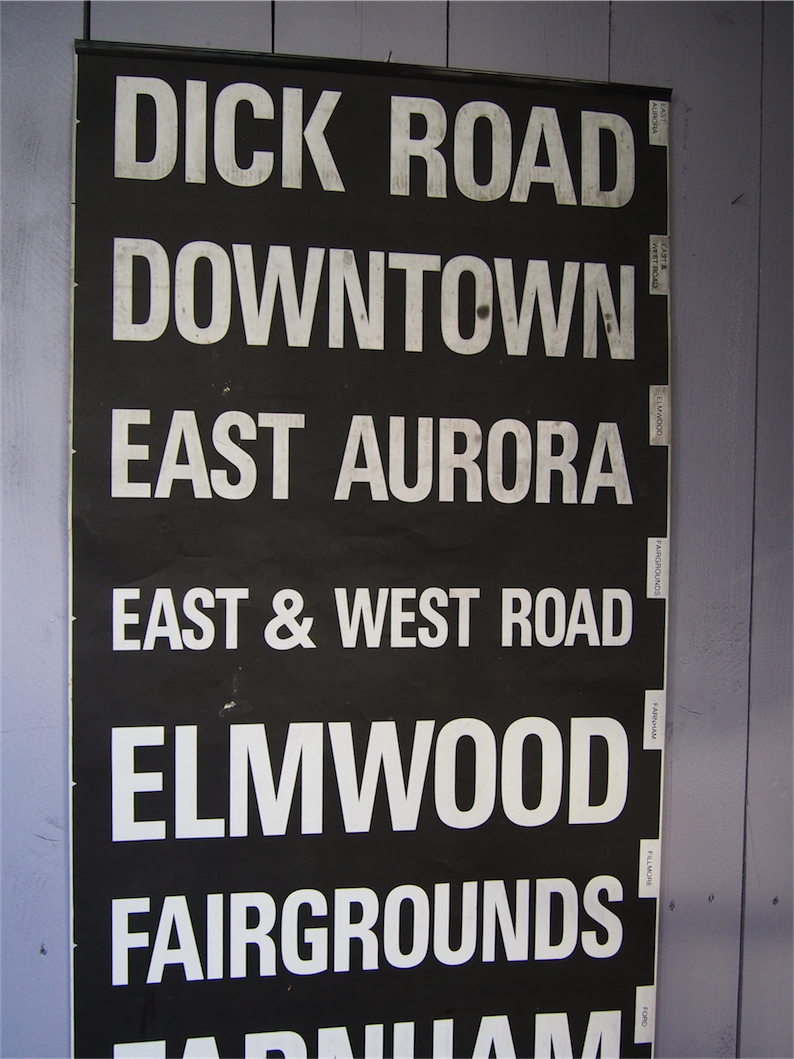 DICK ROAD
EAST
AURORA
DOWNTOWN
EAST &
WEST ROAD
EAST AURORA
ELMWOOD
EAST & WEST ROAD
FAIRGROUNDS
ELMWOOD
FARNHAM
FAIRGROUNDS
FILLMORE
FARNHAM
FORD